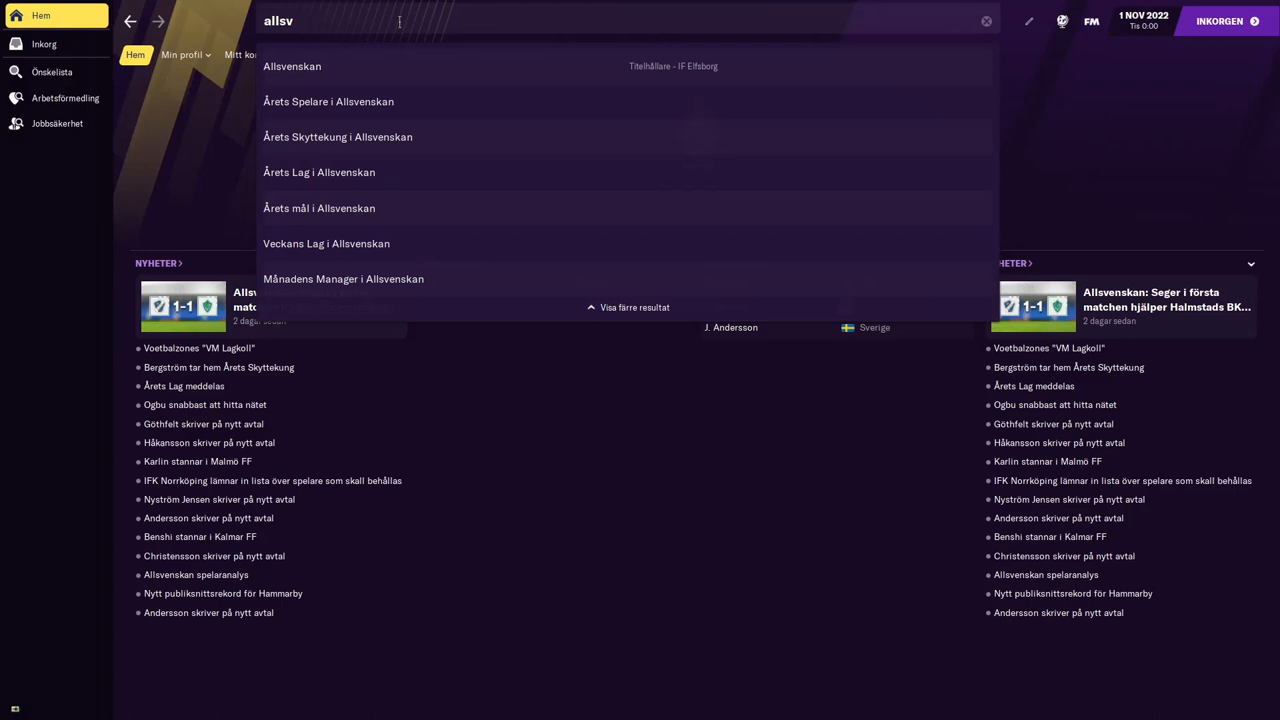 Hem
allsv
FM
1 NOV 2022
Tis 0:00
INKORGEN
Inkorg
Önskelista
Arbetsförmedling
Jobbsäkerhet
Hem
Min profil
Mitt ko
Allsvenskan
Titelhållare - IF Elfsborg
Årets Spelare i Allsvenskan
Årets Skyttekung i Allsvenskan
Årets Lag i Allsvenskan
Årets mål i Allsvenskan
Veckans Lag i Allsvenskan
Månadens Manager i Allsvenskan
Visa färre resultat
NYHETER
1-1
Alls
matc
2 dagar sedan
Voetbalzones "VM Lagkoll"
Bergström tar hem Årets Skyttekung
Årets Lag meddelas
Ogbu snabbast att hitta nätet
Göthfelt skriver på nytt avtal
Håkansson skriver på nytt avtal
Karlin stannar i Malmö FF
IFK Norrköping lämnar in lista över spelare som skall behållas
Nyström Jensen skriver på nytt avtal
Andersson skriver på nytt avtal
Benshi stannar i Kalmar FF
Christensson skriver på nytt avtal
Allsvenskan spelaranalys
Nytt publiksnittsrekord för Hammarby
Andersson skriver på nytt avtal
J. Andersson
Sverige
HETER
1-1
Allsvenskan: Seger i första
matchen hjälper Halmstads BK...
2 dagar sedan
Voetbalzones "VM Lagkoll"
Bergström tar hem Årets Skyttekung
Årets Lag meddelas
Ogbu snabbast att hitta nätet
Göthfelt skriver på nytt avtal
Håkansson skriver på nytt avtal
Karlin stannar i Malmö FF
IFK Norrköping lämnar in lista över spelare som skall behållas
Nyström Jensen skriver på nytt avtal
Andersson skriver på nytt avtal
Benshi stannar i Kalmar FF
Christensson skriver på nytt avtal
Allsvenskan spelaranalys
Nytt publiksnittsrekord för Hammarby
Andersson skriver på nytt avtal